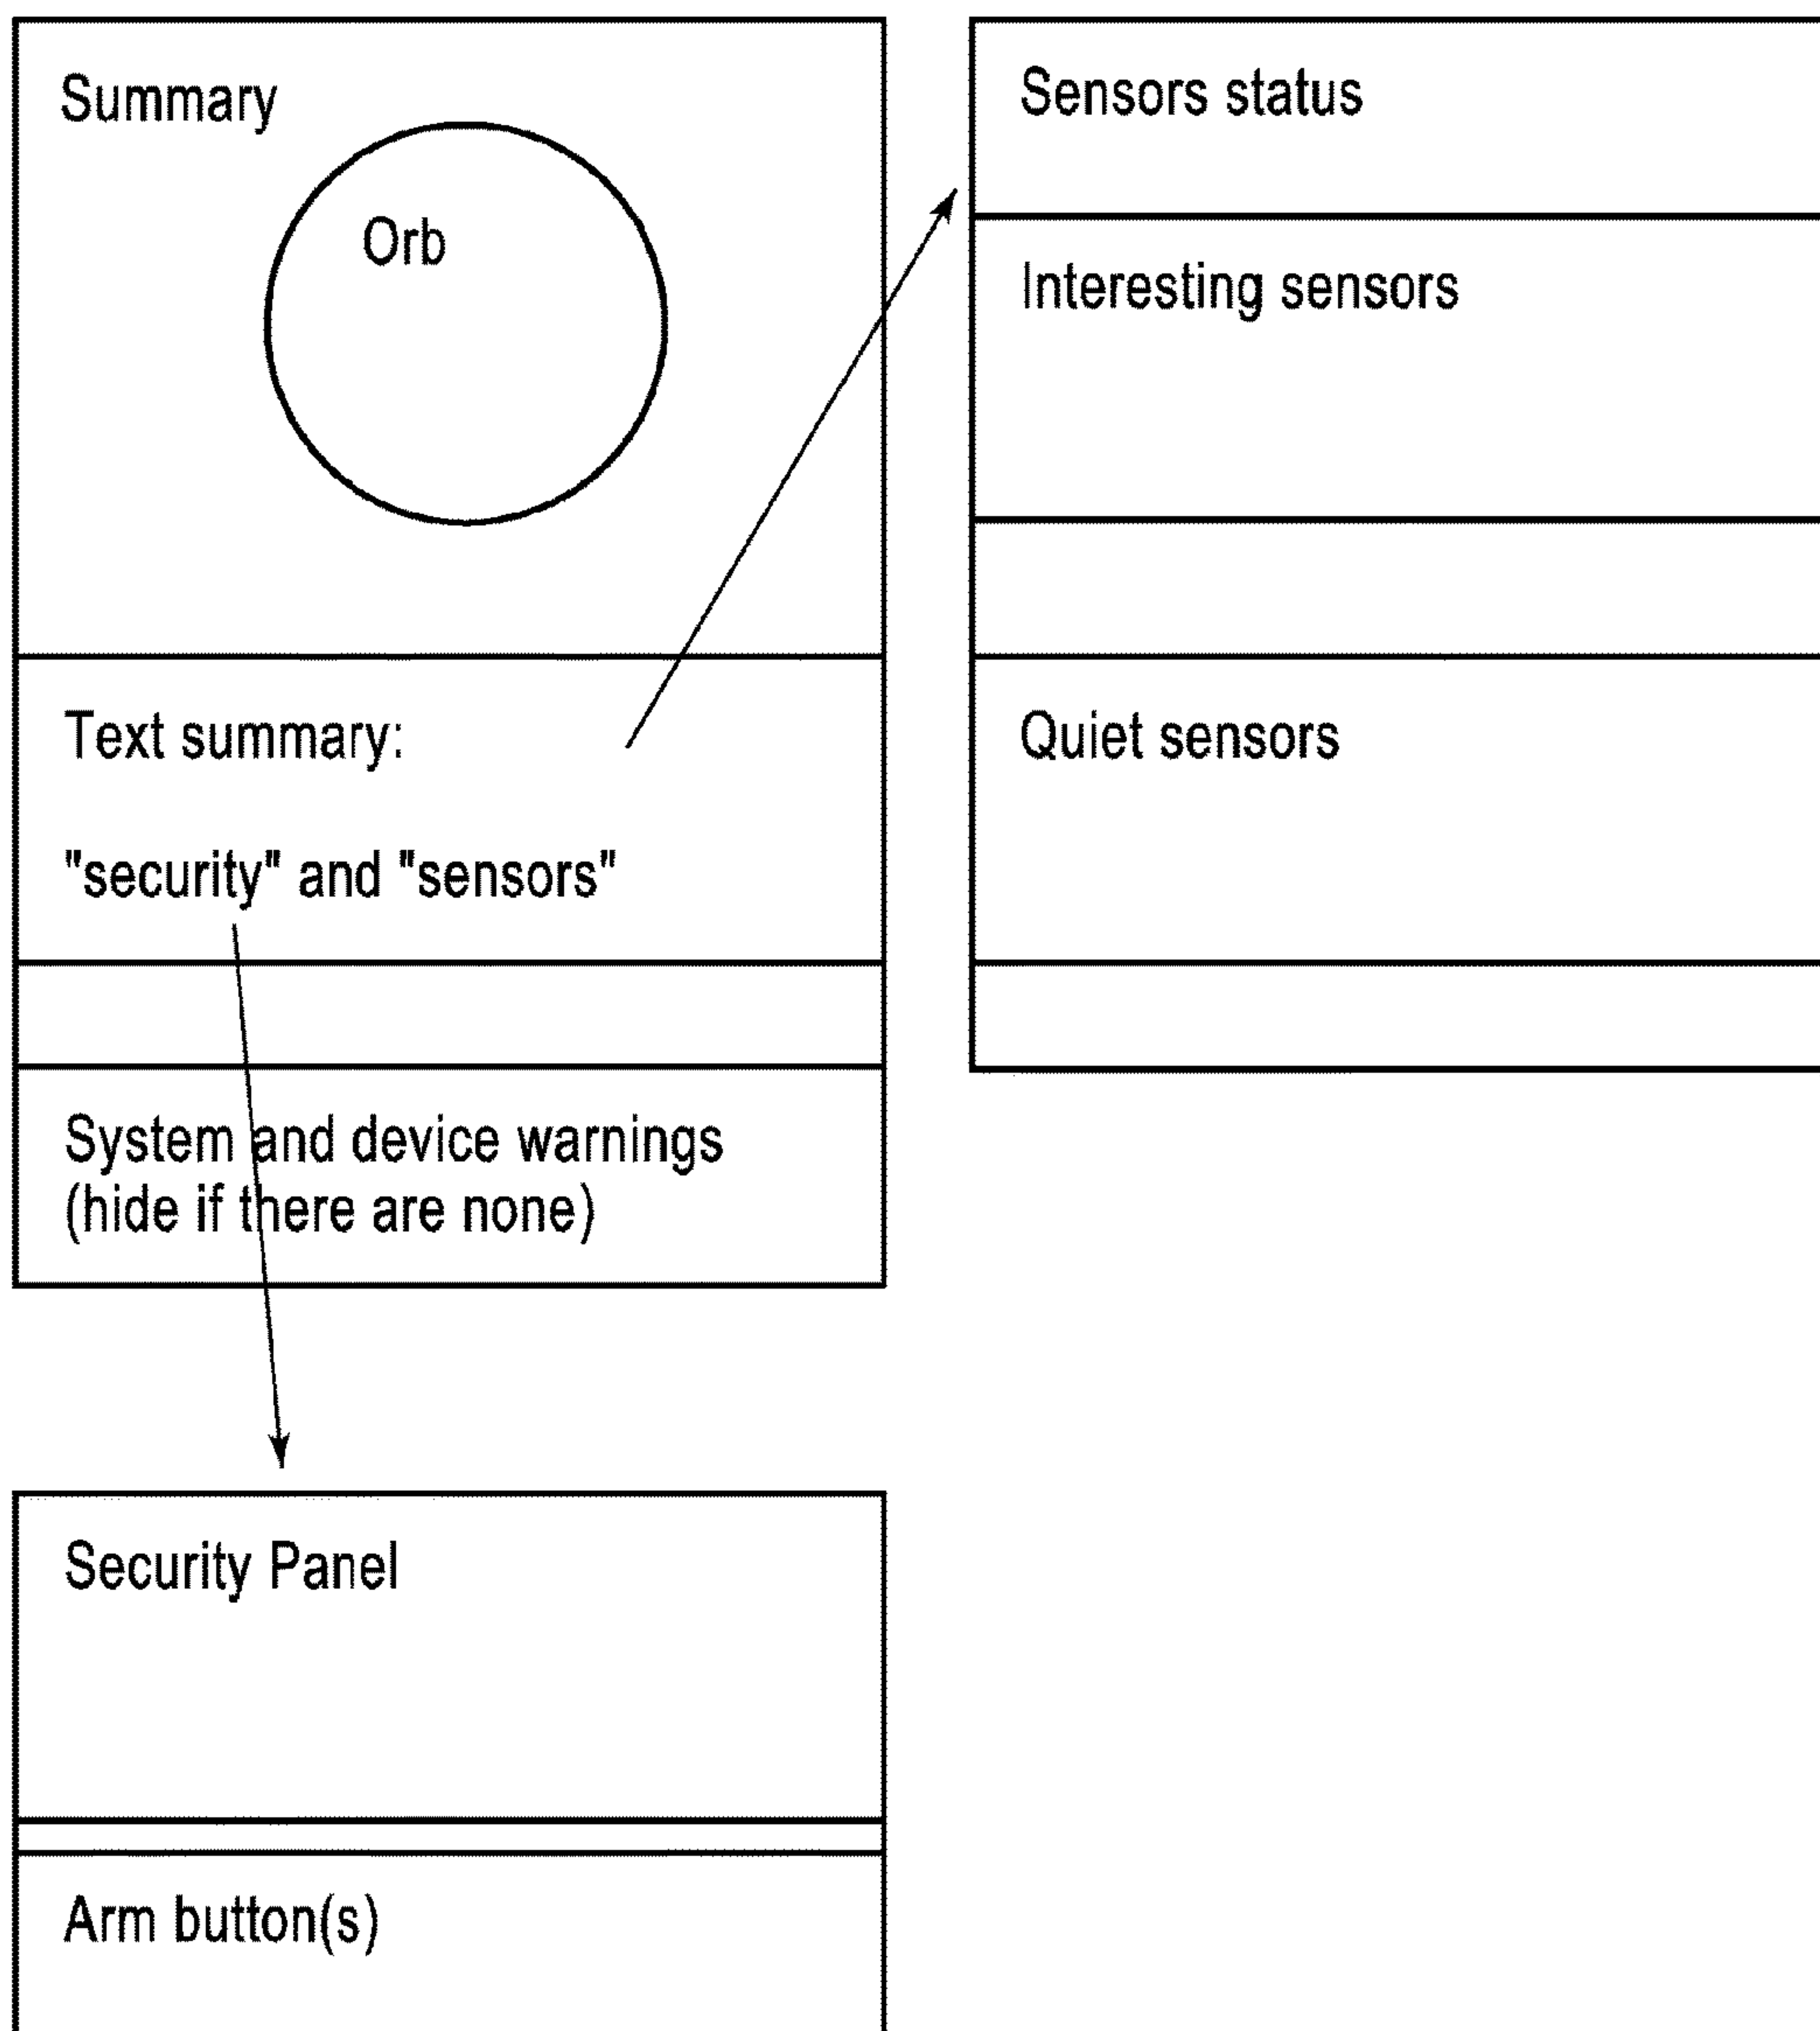 Summary
Orb
Text summary:
"security" and "sensors"
System and device warnings
(hide if there are none)
Sensors status
Interesting sensors
Quiet sensors
Security Panel
Arm button(s)